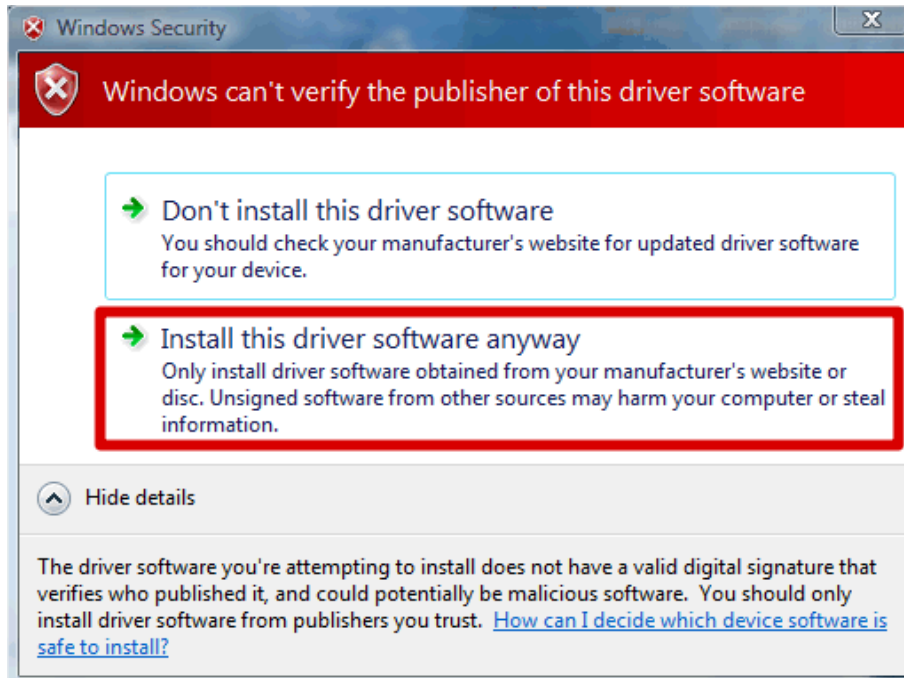 Windows Security
Windows can't verify the publisher of this driver software
Don't install this driver software
You should check your manufacturer's website for updated driver software
for your device.
Install this driver software anyway
Only install driver software obtained from your manufacturer's website or
disc. Unsigned software from other sources may harm your computer or steal
information.
Hide details
The driver software you're attempting to install does not have a valid digital signature that
verifies who published it, and could potentially be malicious software.  You should only
install driver software from publishers you trust.  How can I decide which device software is
safe to install?